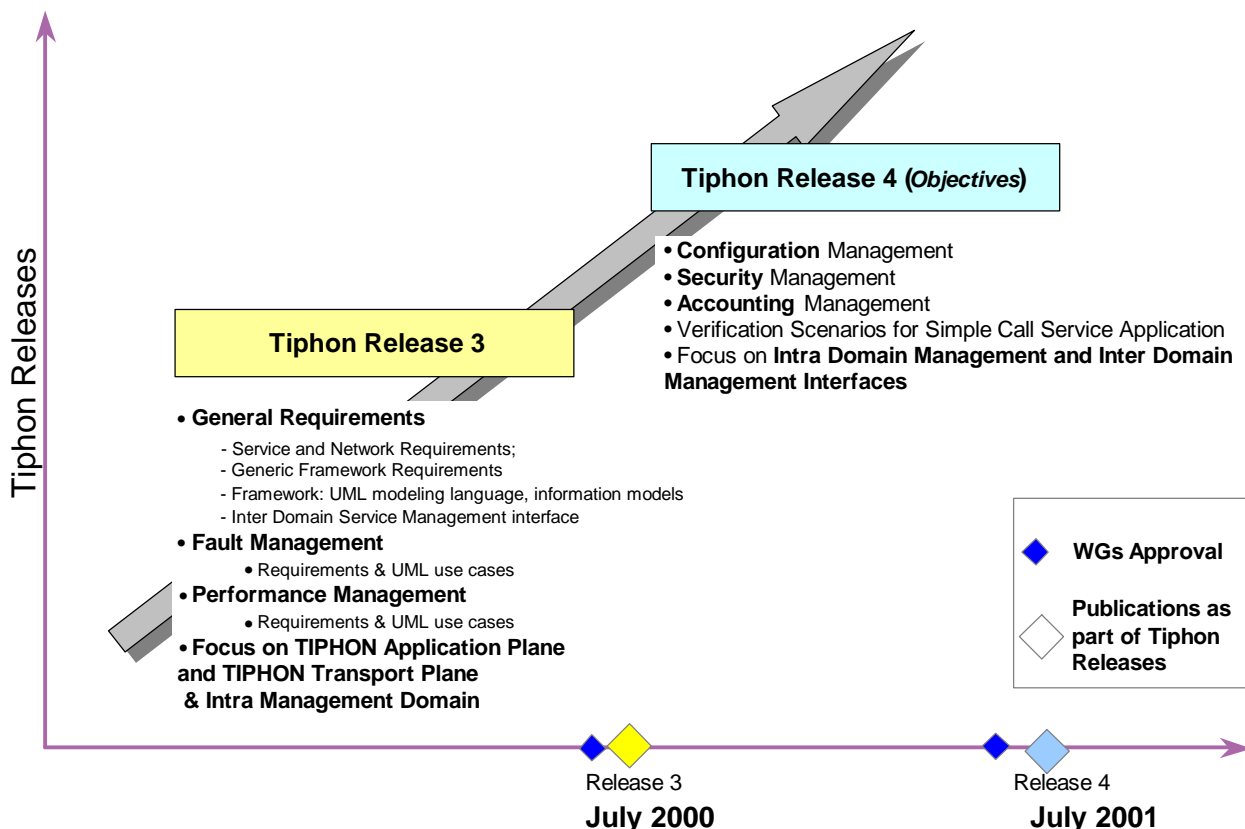 Tiphon Releases
Tiphon Release 4 (Objectives)
• Configuration Management
• Security Management
• Accounting Management
• Verification Scenarios for Simple Call Service Application
• Focus on Intra Domain Management and Inter Domain
Management Interfaces
Tiphon Release 3
• General Requirements
- Service and Network Requirements;
- Generic Framework Requirements
- Framework: UML modeling language, information models
- Inter Domain Service Management interface
• Fault Management
• Requirements & UML use cases
• Performance Management
• Requirements & UML use cases
• Focus on TIPHON Application Plane
and TIPHON Transport Plane
& Intra Management Domain
WGs Approval
Publications as
part of Tiphon
Releases
Release 3
July 2000
Release 4
July 2001